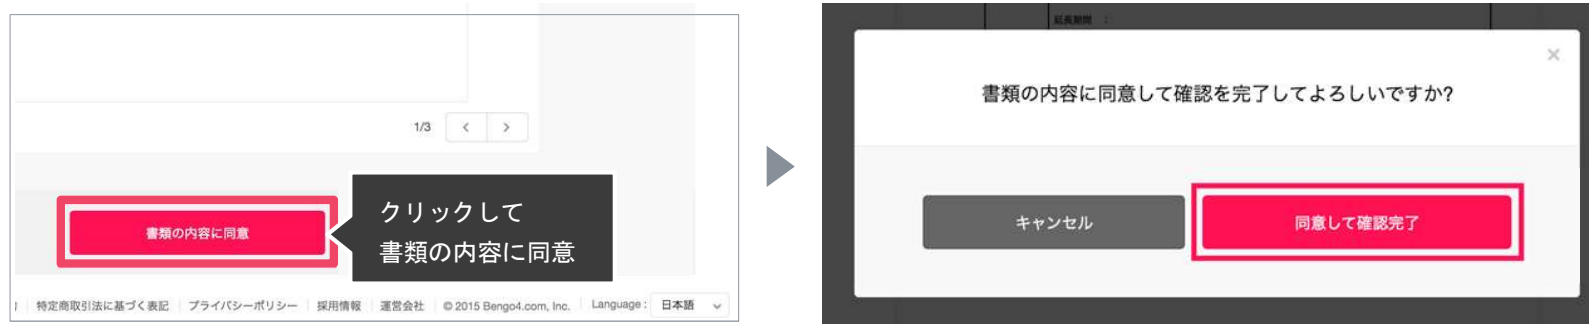 1/3
書類の内容に同意
クリックして
書類の内容に同意
特定商取引法に基づく表記 プライバシーポリシー 採用情報 運営会社 © 2015 Bengo4.com, Inc. Language : 日本語
延長期間 :
書類の内容に同意して確認を完了してよろしいですか?
キャンセル
同意して確認完了